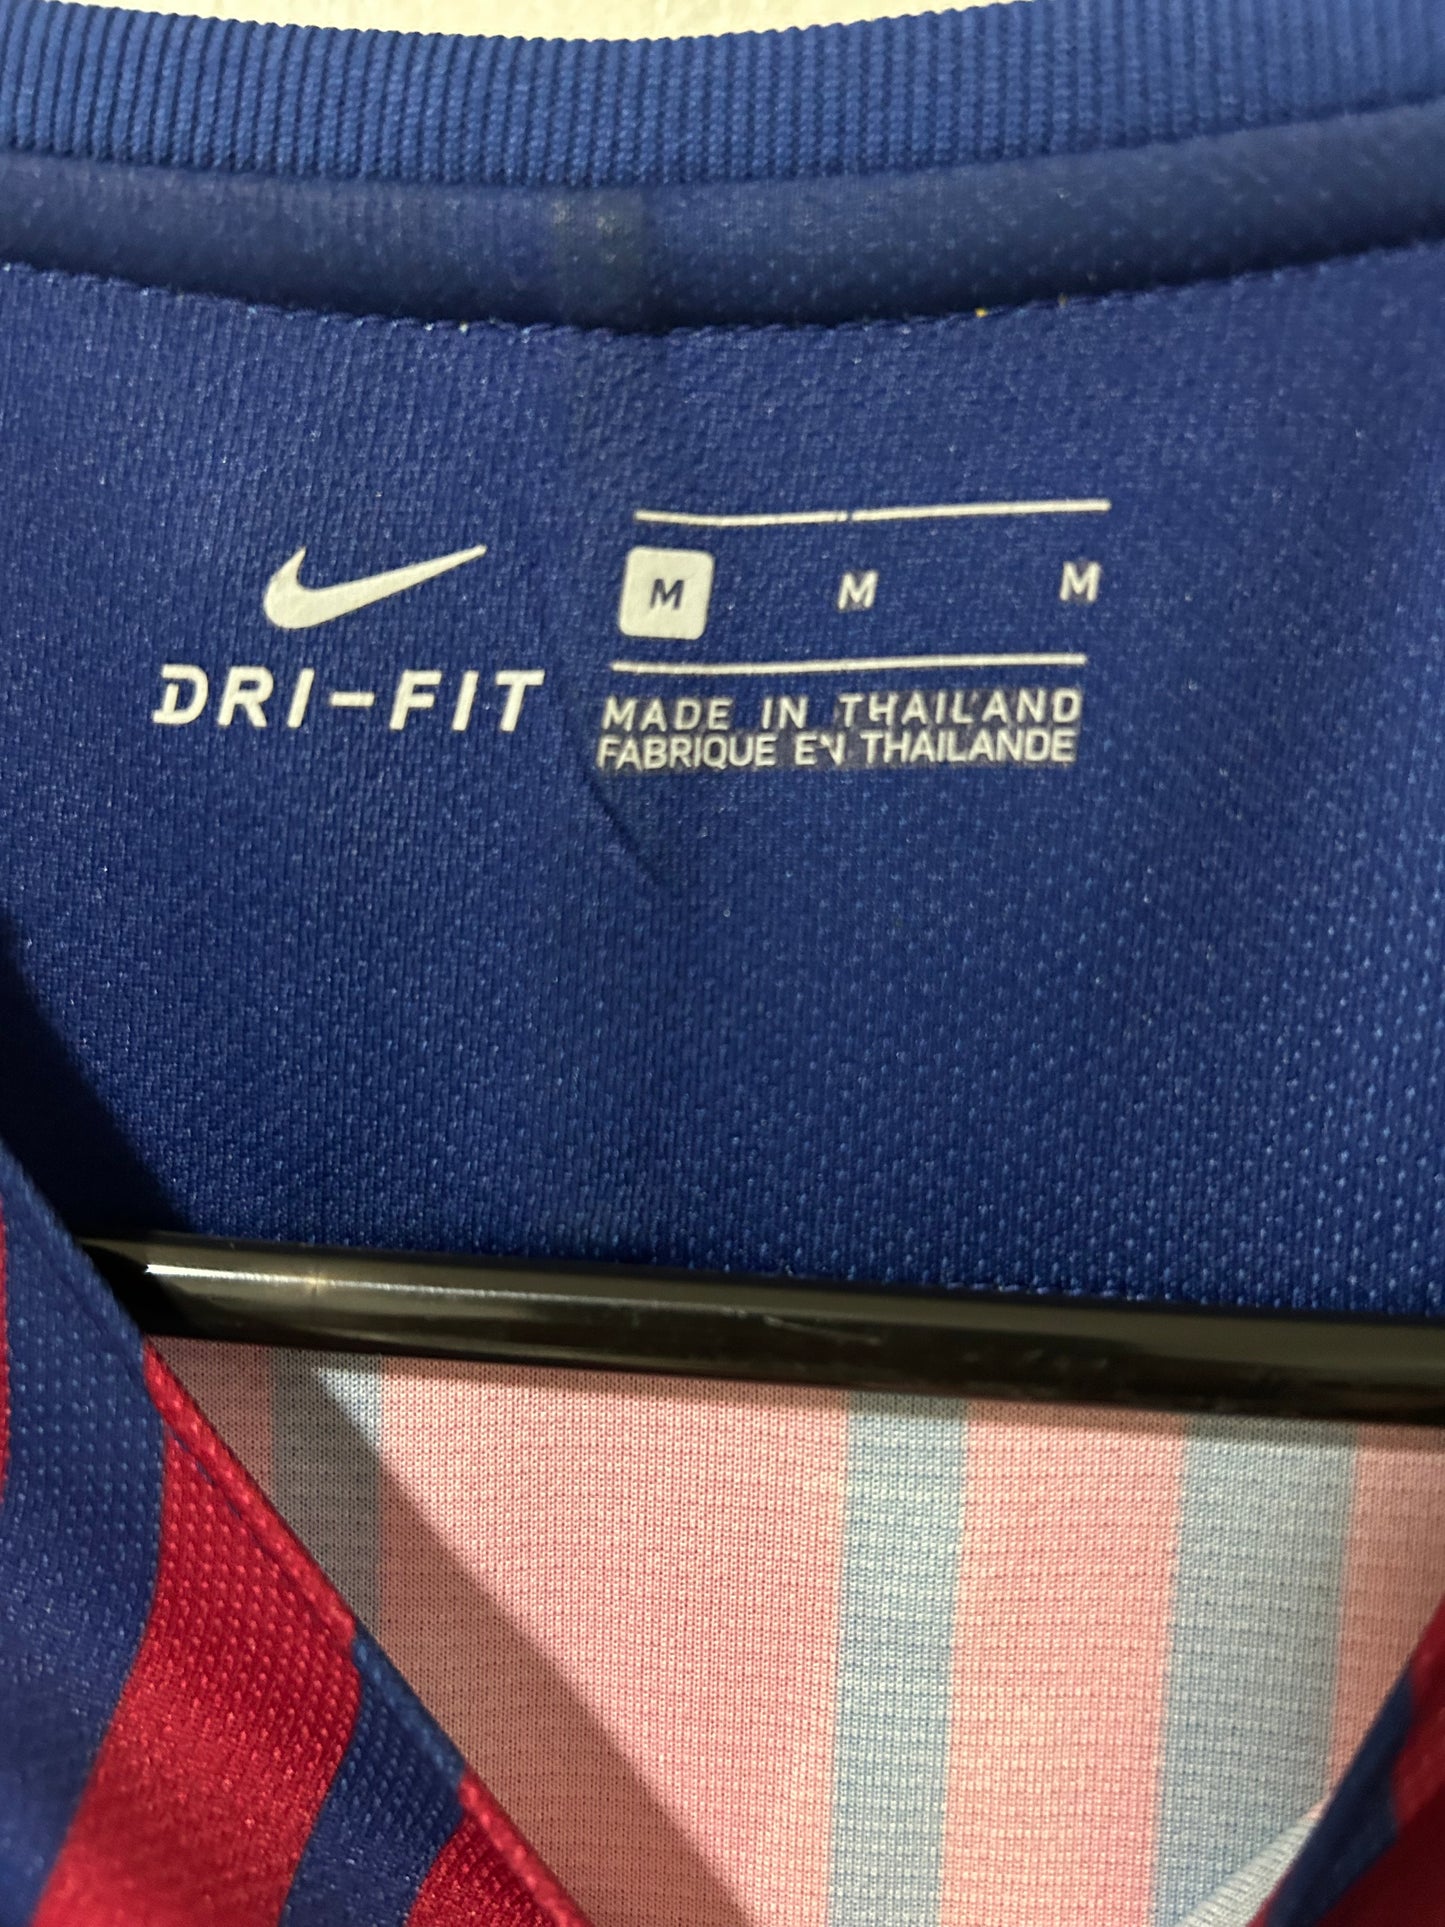 DRI-FIT
M M M
MADE IN THAILAND
FABRIQUE EN THAILANDE